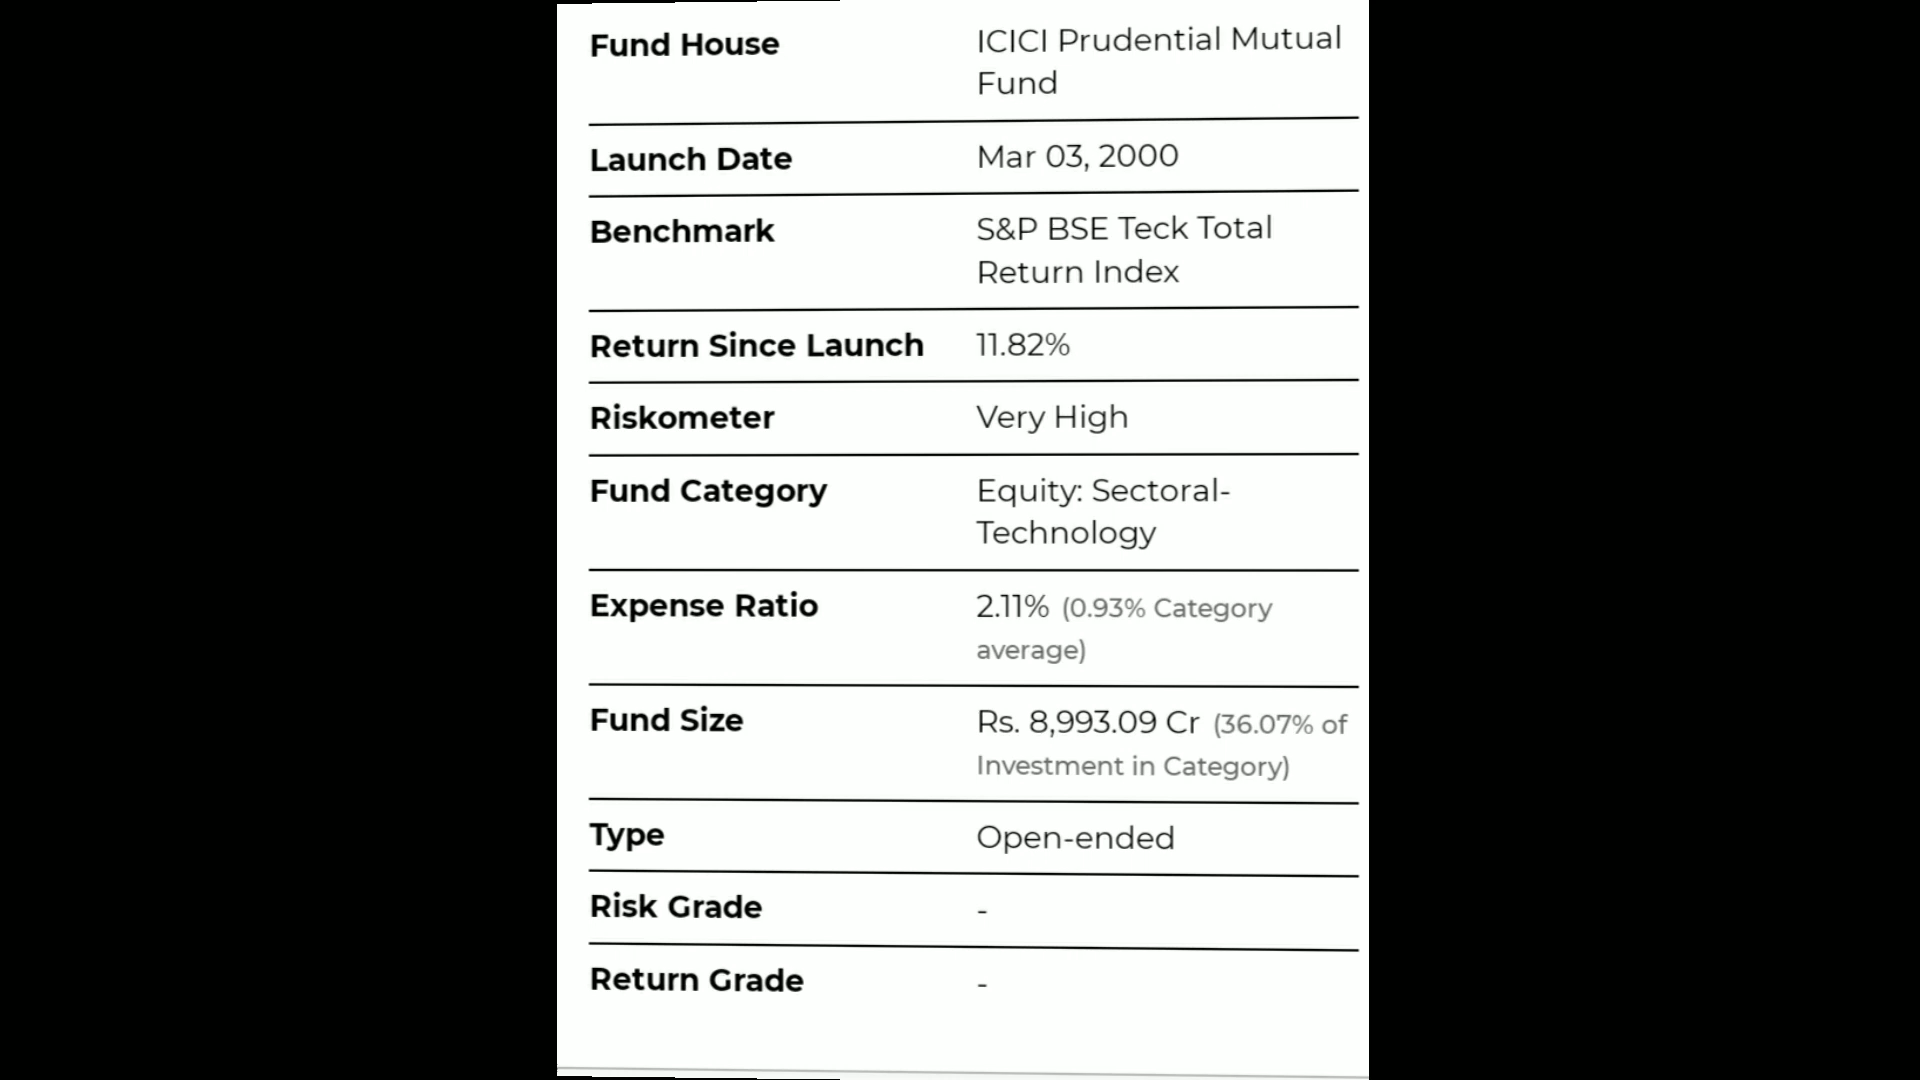 Fund House ICICI Prudential Mutual
Fund
Launch Date Mar 03, 2000
Benchmark S&P BSE Teck Total
Return Index
Return Since Launch 11.82%
Riskometer Very High
Fund Category Equity: Sectoral-
Technology
Expense Ratio 2.11% (0.93% Category
average)
Fund Size Rs. 8,993.09 Cr (36.07% of
Investment in Category)
Type Open-ended
Risk Grade -
Return Grade -